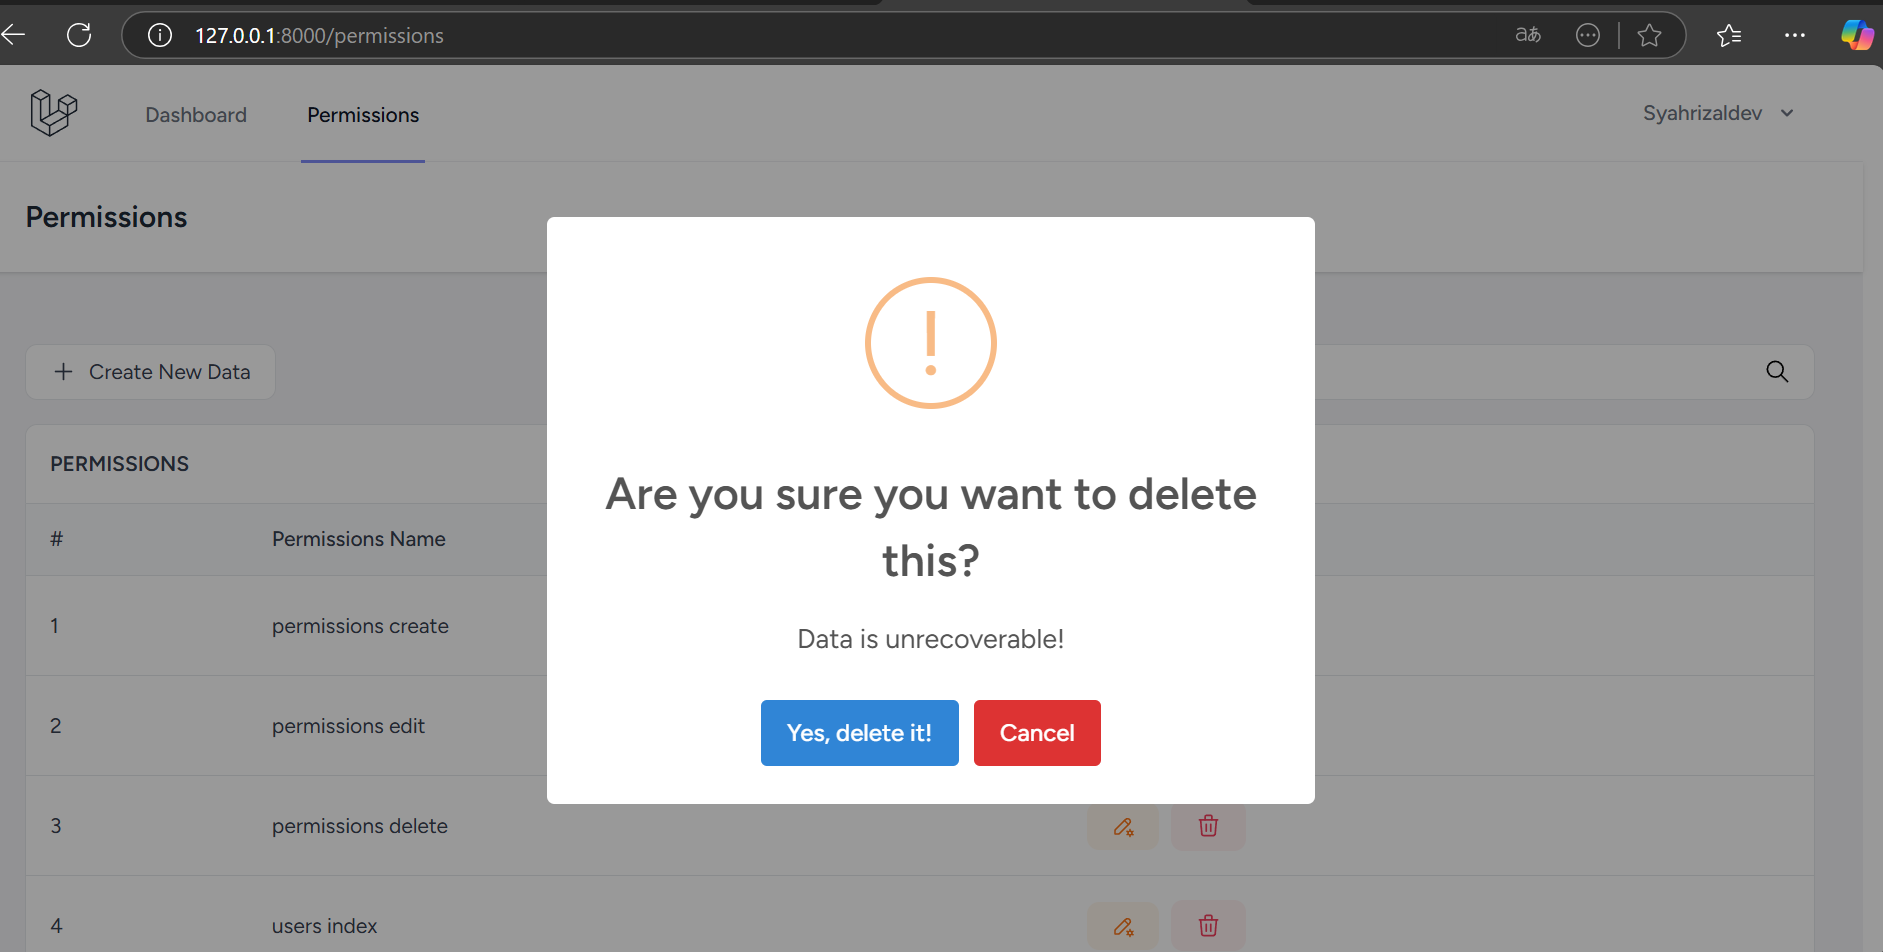 127.0.0.1:8000/permissions
aあ
Dashboard
Permissions
Syahrizaldev
Permissions
Create New Data
PERMISSIONS
#
Permissions Name
1
permissions create
2
permissions edit
3
permissions delete
4
users index
!
Are you sure you want to delete
this?
Data is unrecoverable!
Yes, delete it!
Cancel